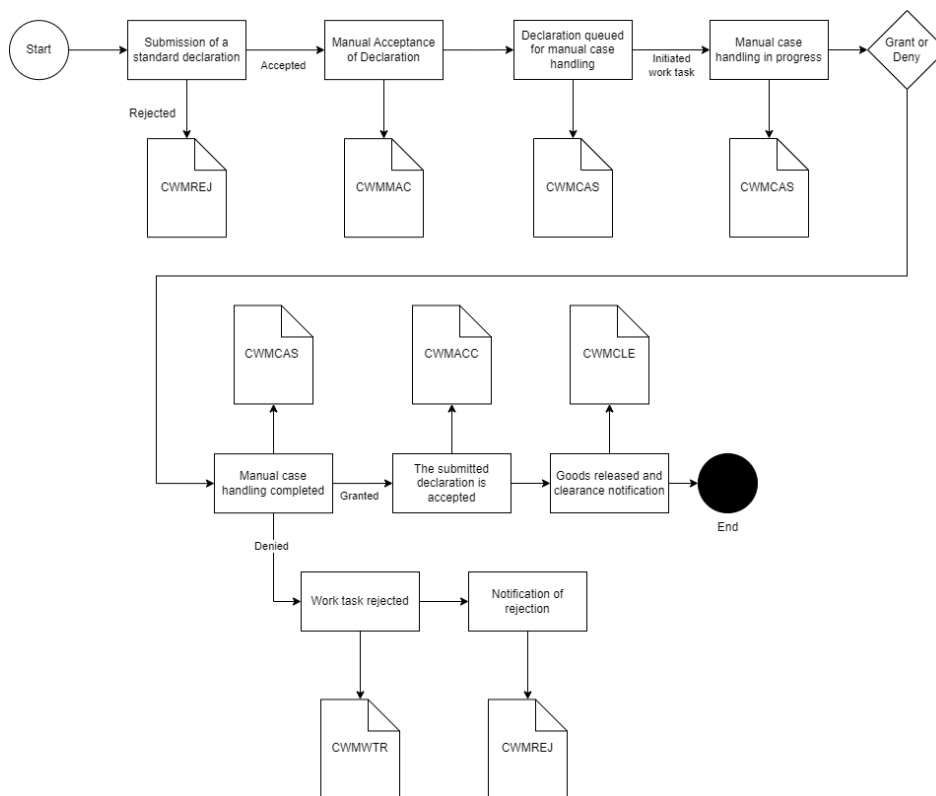 Start
Submission of a
standard declaration
Accepted
Manual Acceptance
of Declaration
Declaration queued
for manual case
handling
Initiated
work task
Manual case
handling in progress
Grant or
Deny
Rejected
CWMREJ
CWMMAC
CWMCAS
CWMCAS
CWMCAS
CWMACC
CWMCLE
Manual case
handling completed
Granted
The submitted
declaration is
accepted
Goods released and
clearance notification
End
Denied
Work task rejected
Notification of
rejection
CWMWTR
CWMREJ